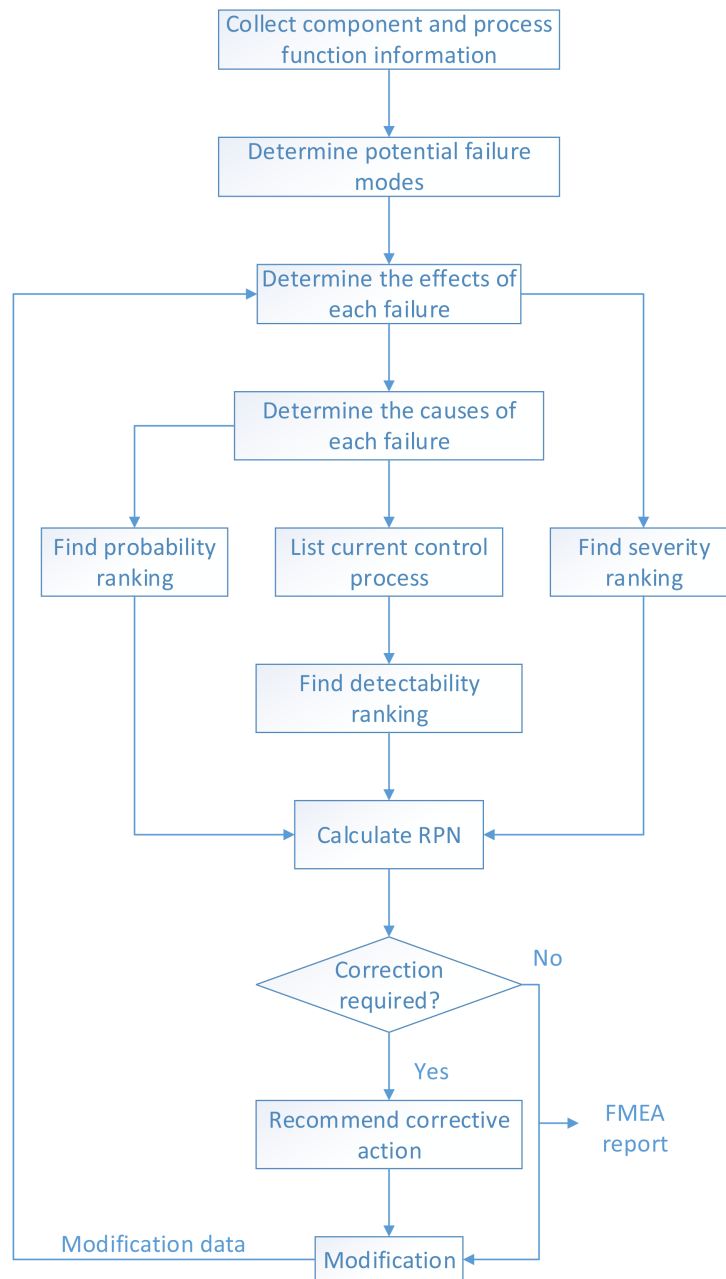 Collect component and process
function information
Determine potential failure
modes
Determine the effects of
each failure
Determine the causes of
each failure
Find probability
ranking
List current control
process
Find severity
ranking
Find detectability
ranking
Calculate RPN
Correction
required?
No
Yes
Recommend corrective
action
FMEA
report
Modification data
Modification